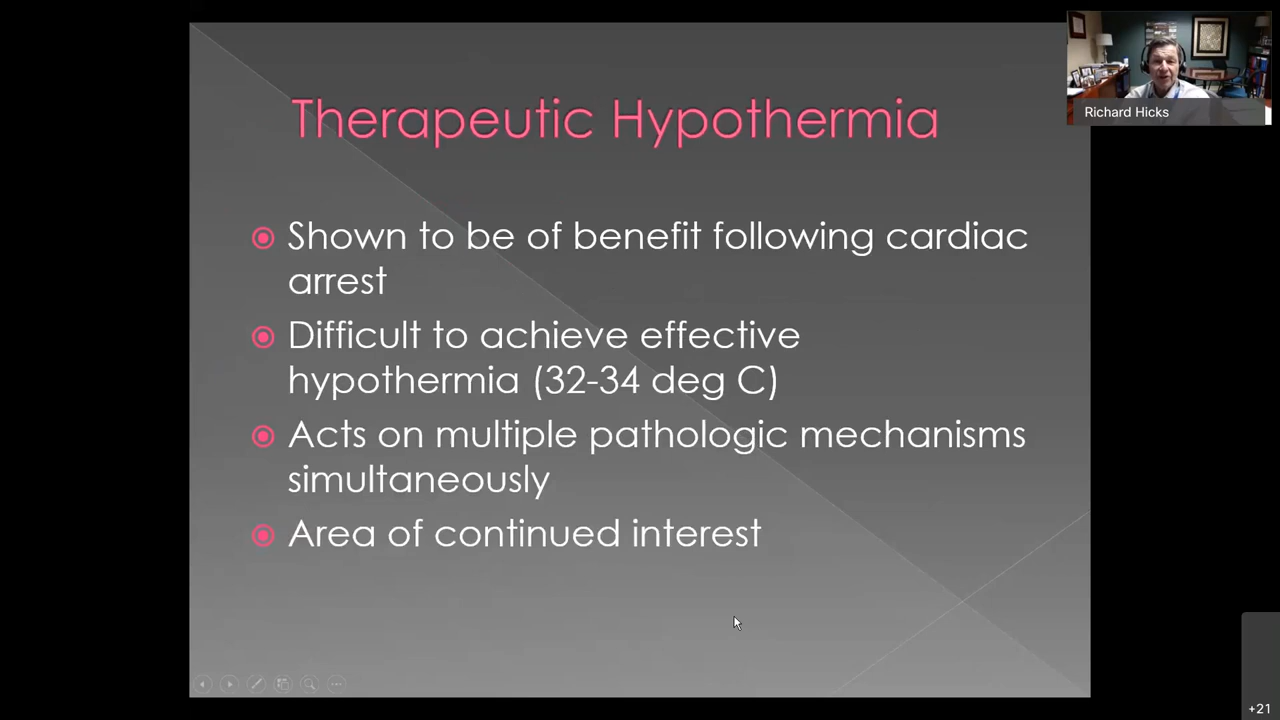 Therapeutic Hypothermia
Shown to be of benefit following cardiac
arrest
Difficult to achieve effective
hypothermia (32-34 deg C)
Acts on multiple pathologic mechanisms
simultaneously
Area of continued interest
Richard Hicks
+21